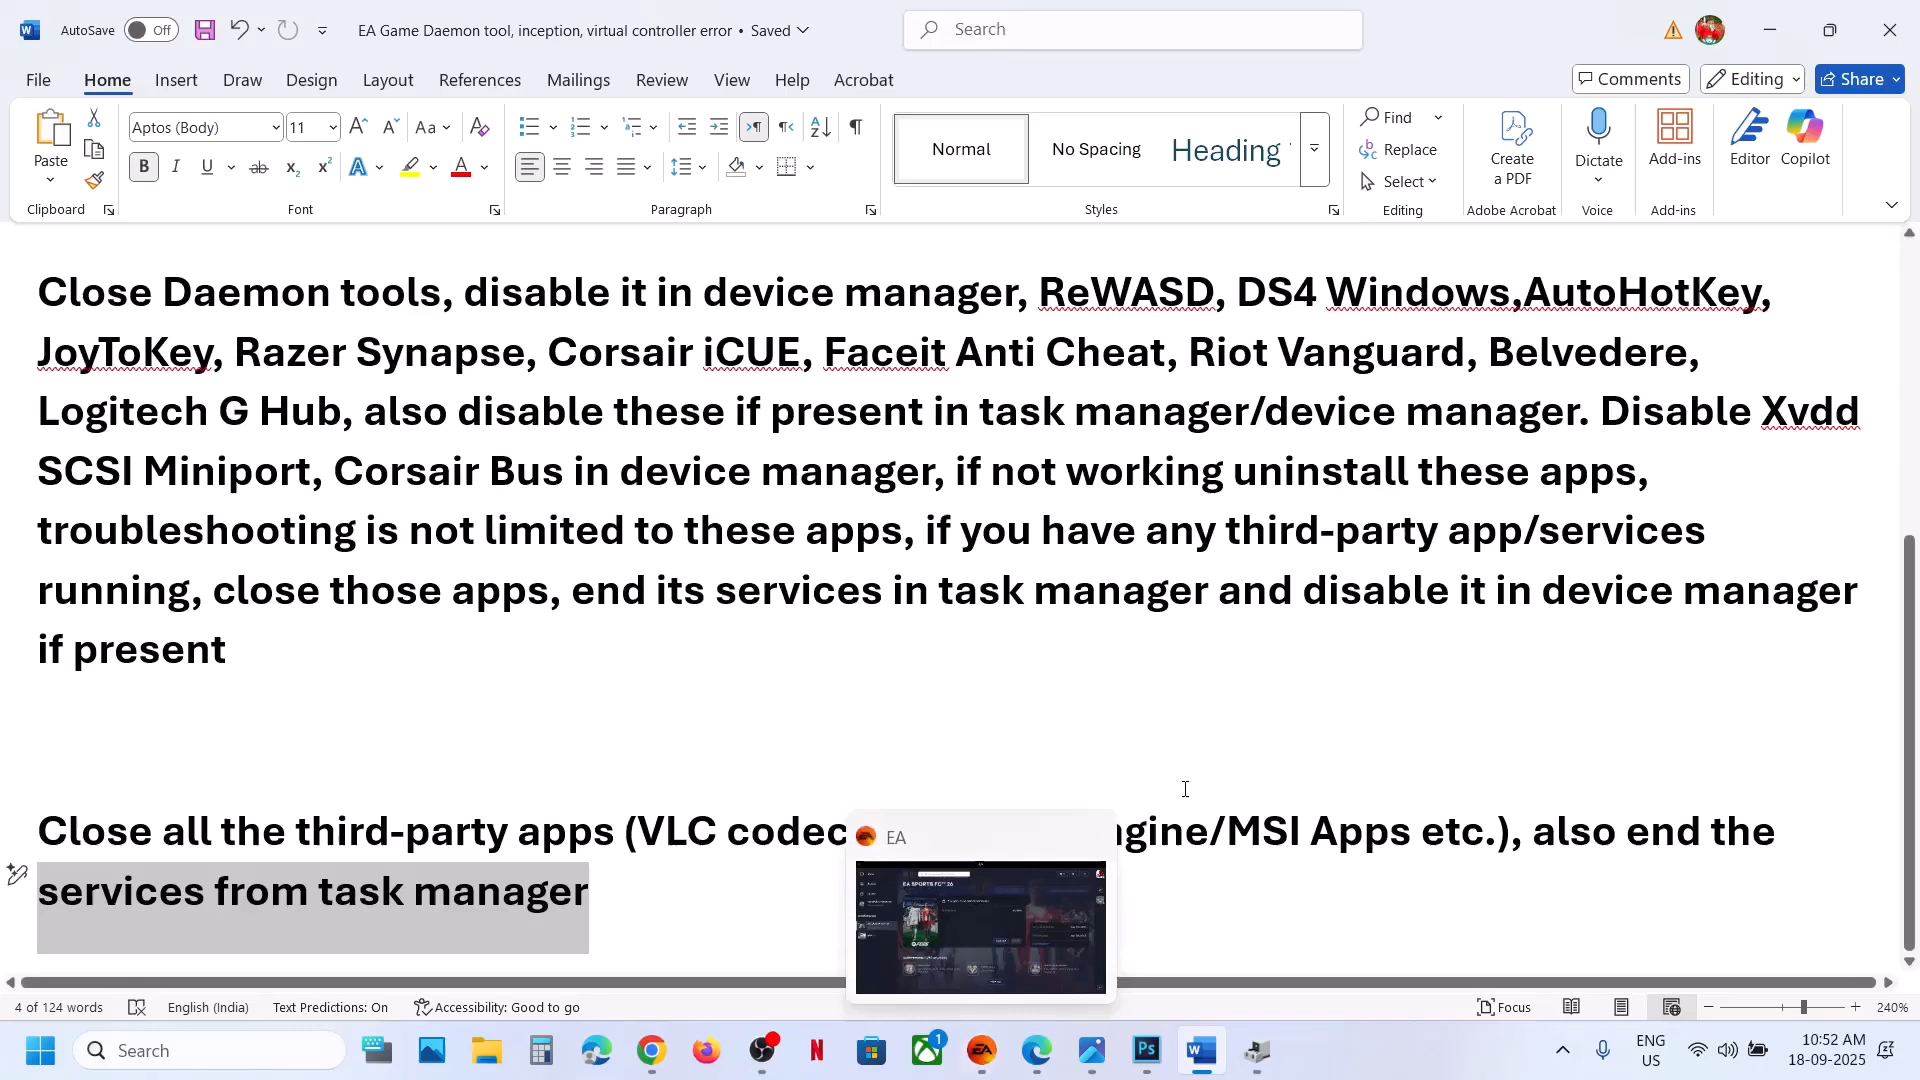 AutoSave Off EA Game Daemon tool, inception, virtual controller error • Saved Search
File Home Insert Draw Design Layout References Mailings Review View Help Acrobat Comments Editing Share
Paste Aptos (Body) 11 Aa Normal No Spacing Heading Find Replace Select Create a PDF Dictate Add-ins Editor Copilot
Clipboard Font Paragraph Styles Editing Adobe Acrobat Voice Add-ins
Close Daemon tools, disable it in device manager, ReWASD, DS4 Windows,AutoHotKey,
JoyToKey, Razer Synapse, Corsair iCUE, Faceit Anti Cheat, Riot Vanguard, Belvedere,
Logitech G Hub, also disable these if present in task manager/device manager. Disable Xvdd
SCSI Miniport, Corsair Bus in device manager, if not working uninstall these apps,
troubleshooting is not limited to these apps, if you have any third-party app/services
running, close those apps, end its services in task manager and disable it in device manager
if present
Close all the third-party apps (VLC codec ngine/MSI Apps etc.), also end the
services from task manager
EA
EA SPORTS FC™ 26
4 of 124 words English (India) Text Predictions: On Accessibility: Good to go Focus 240%
Search 1 ENG US 10:52 AM 18-09-2025